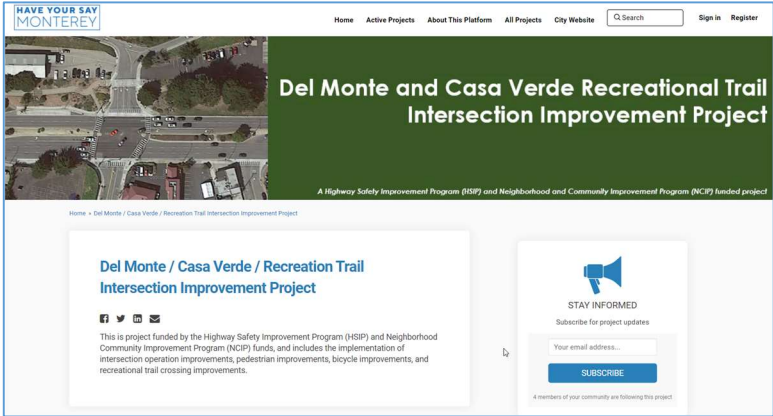 HAVE YOUR SAY
MONTEREY
Home Active Projects About This Platform All Projects City Website Search Sign in Register
Del Monte and Casa Verde Recreational Trail
Intersection Improvement Project
A Highway Safety Improvement Program (HSIP) and Neighborhood and Community Improvement Program (NCIP) funded project
Home » Del Monte / Casa Verde / Recreation Trail Intersection Improvement Project
Del Monte / Casa Verde / Recreation Trail
Intersection Improvement Project
This is project funded by the Highway Safety Improvement Program (HSIP) and Neighborhood
Community Improvement Program (NCIP) funds, and includes the implementation of
intersection operation improvements, pedestrian improvements, bicycle improvements, and
recreational trail crossing improvements.
STAY INFORMED
Subscribe for project updates
Your email address...
SUBSCRIBE
4 members of your community are following this project